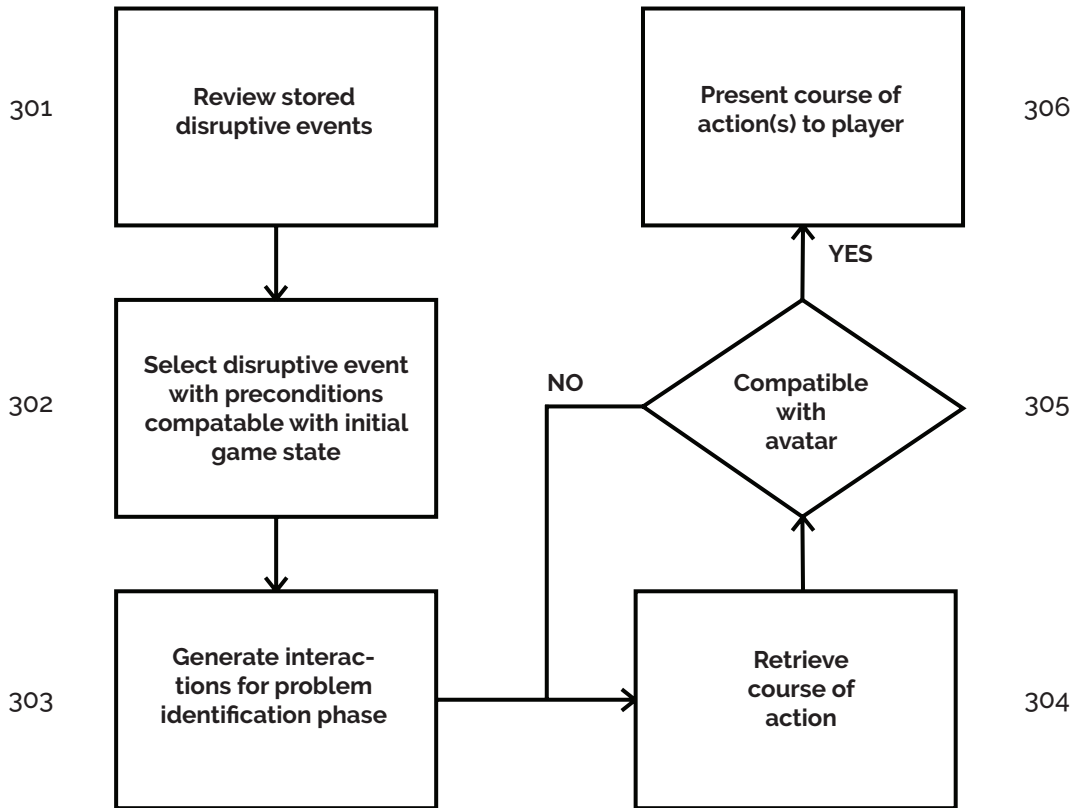 301
Review stored
disruptive events
302
Select disruptive event
with preconditions
compatable with initial
game state
303
Generate interac-
tions for problem
identification phase
Retrieve
course of
action
304
NO
Compatible
with
avatar
305
YES
Present course of
action(s) to player
306